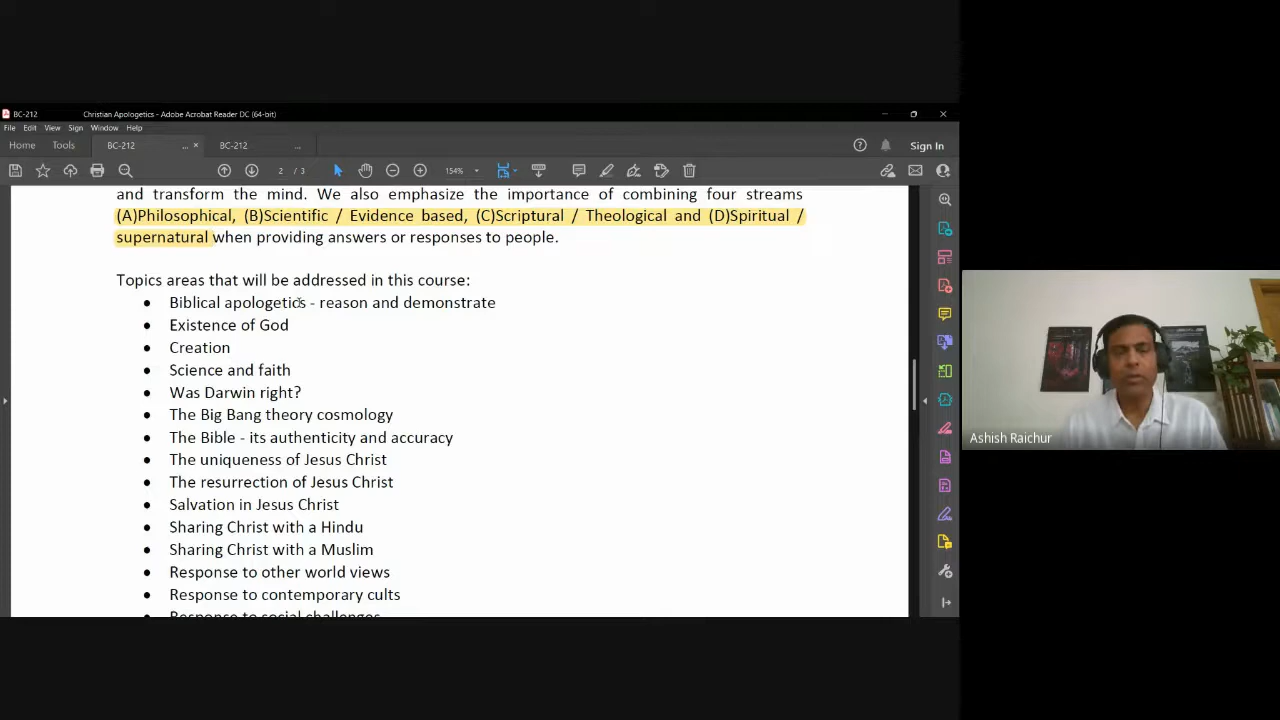 BC-212 Christian Apologetics - Adobe Acrobat Reader DC (64-bit)
File Edit View Sign Window Help
Home Tools BC-212 ... × BC-212 ... Sign In
2 / 3 154%
and transform the mind. We also emphasize the importance of combining four streams
(A)Philosophical, (B)Scientific / Evidence based, (C)Scriptural / Theological and (D)Spiritual /
supernatural when providing answers or responses to people.
Topics areas that will be addressed in this course:
• Biblical apologetics - reason and demonstrate
• Existence of God
• Creation
• Science and faith
• Was Darwin right?
• The Big Bang theory cosmology
• The Bible - its authenticity and accuracy
• The uniqueness of Jesus Christ
• The resurrection of Jesus Christ
• Salvation in Jesus Christ
• Sharing Christ with a Hindu
• Sharing Christ with a Muslim
• Response to other world views
• Response to contemporary cults
Response to social challenges
Ashish Raichur